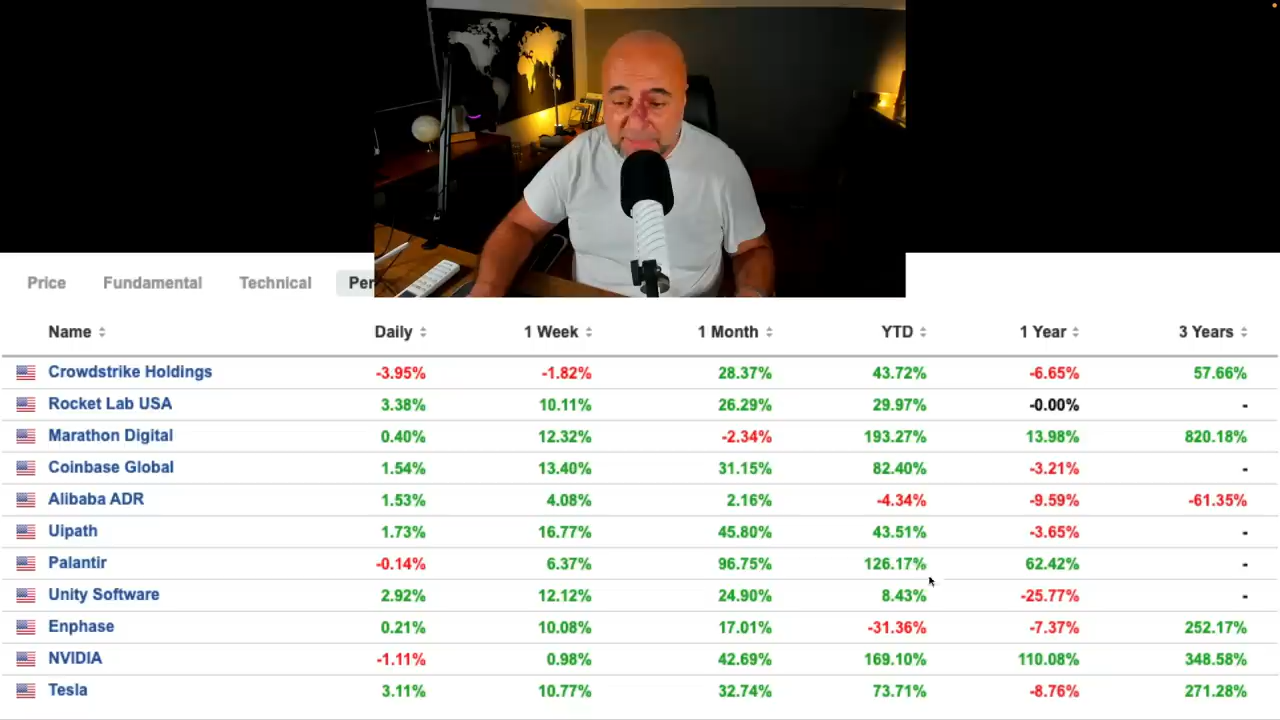 Price Fundamental Technical Per
Name Daily 1 Week 1 Month YTD 1 Year 3 Years
Crowdstrike Holdings -3.95% -1.82% 28.37% 43.72% -6.65% 57.66%
Rocket Lab USA 3.38% 10.11% 26.29% 29.97% -0.00% -
Marathon Digital 0.40% 12.32% -2.34% 193.27% 13.98% 820.18%
Coinbase Global 1.54% 13.40% 31.15% 82.40% -3.21% -
Alibaba ADR 1.53% 4.08% 2.16% -4.34% -9.59% -61.35%
Uipath 1.73% 16.77% 45.80% 43.51% -3.65% -
Palantir -0.14% 6.37% 96.75% 126.17% 62.42% -
Unity Software 2.92% 12.12% 24.90% 8.43% -25.77% -
Enphase 0.21% 10.08% 17.01% -31.36% -7.37% 252.17%
NVIDIA -1.11% 0.98% 42.69% 169.10% 110.08% 348.58%
Tesla 3.11% 10.77% 32.74% 73.71% -8.76% 271.28%